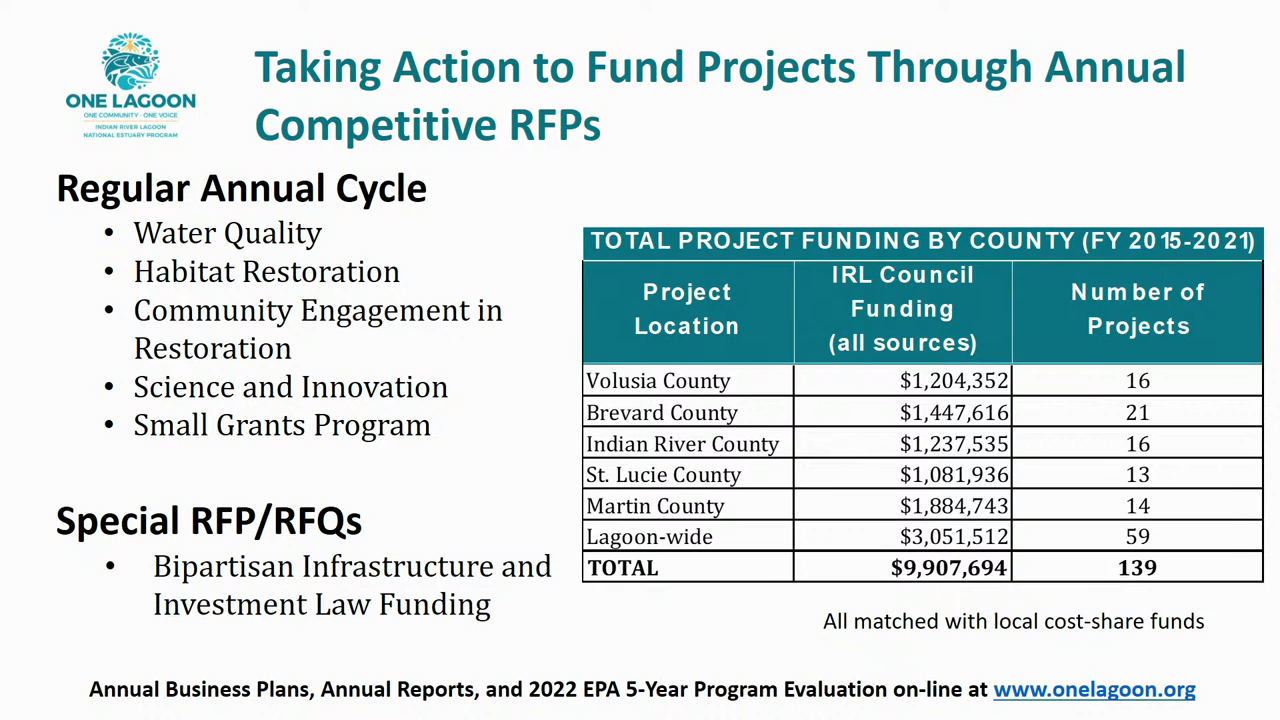 ONE LAGOON
ONE COMMUNITY · ONE VOICE
INDIAN RIVER LAGOON
NATIONAL ESTUARY PROGRAM
Taking Action to Fund Projects Through Annual
Competitive RFPs
Regular Annual Cycle
• Water Quality
• Habitat Restoration
• Community Engagement in
Restoration
• Science and Innovation
• Small Grants Program
Special RFP/RFQs
• Bipartisan Infrastructure and
Investment Law Funding
TOTAL PROJECT FUNDING BY COUNTY (FY 2015-2021)
Project Location IRL Council Funding (all sources) Number of Projects
Volusia County $1,204,352 16
Brevard County $1,447,616 21
Indian River County $1,237,535 16
St. Lucie County $1,081,936 13
Martin County $1,884,743 14
Lagoon-wide $3,051,512 59
TOTAL $9,907,694 139
All matched with local cost-share funds
Annual Business Plans, Annual Reports, and 2022 EPA 5-Year Program Evaluation on-line at www.onelagoon.org